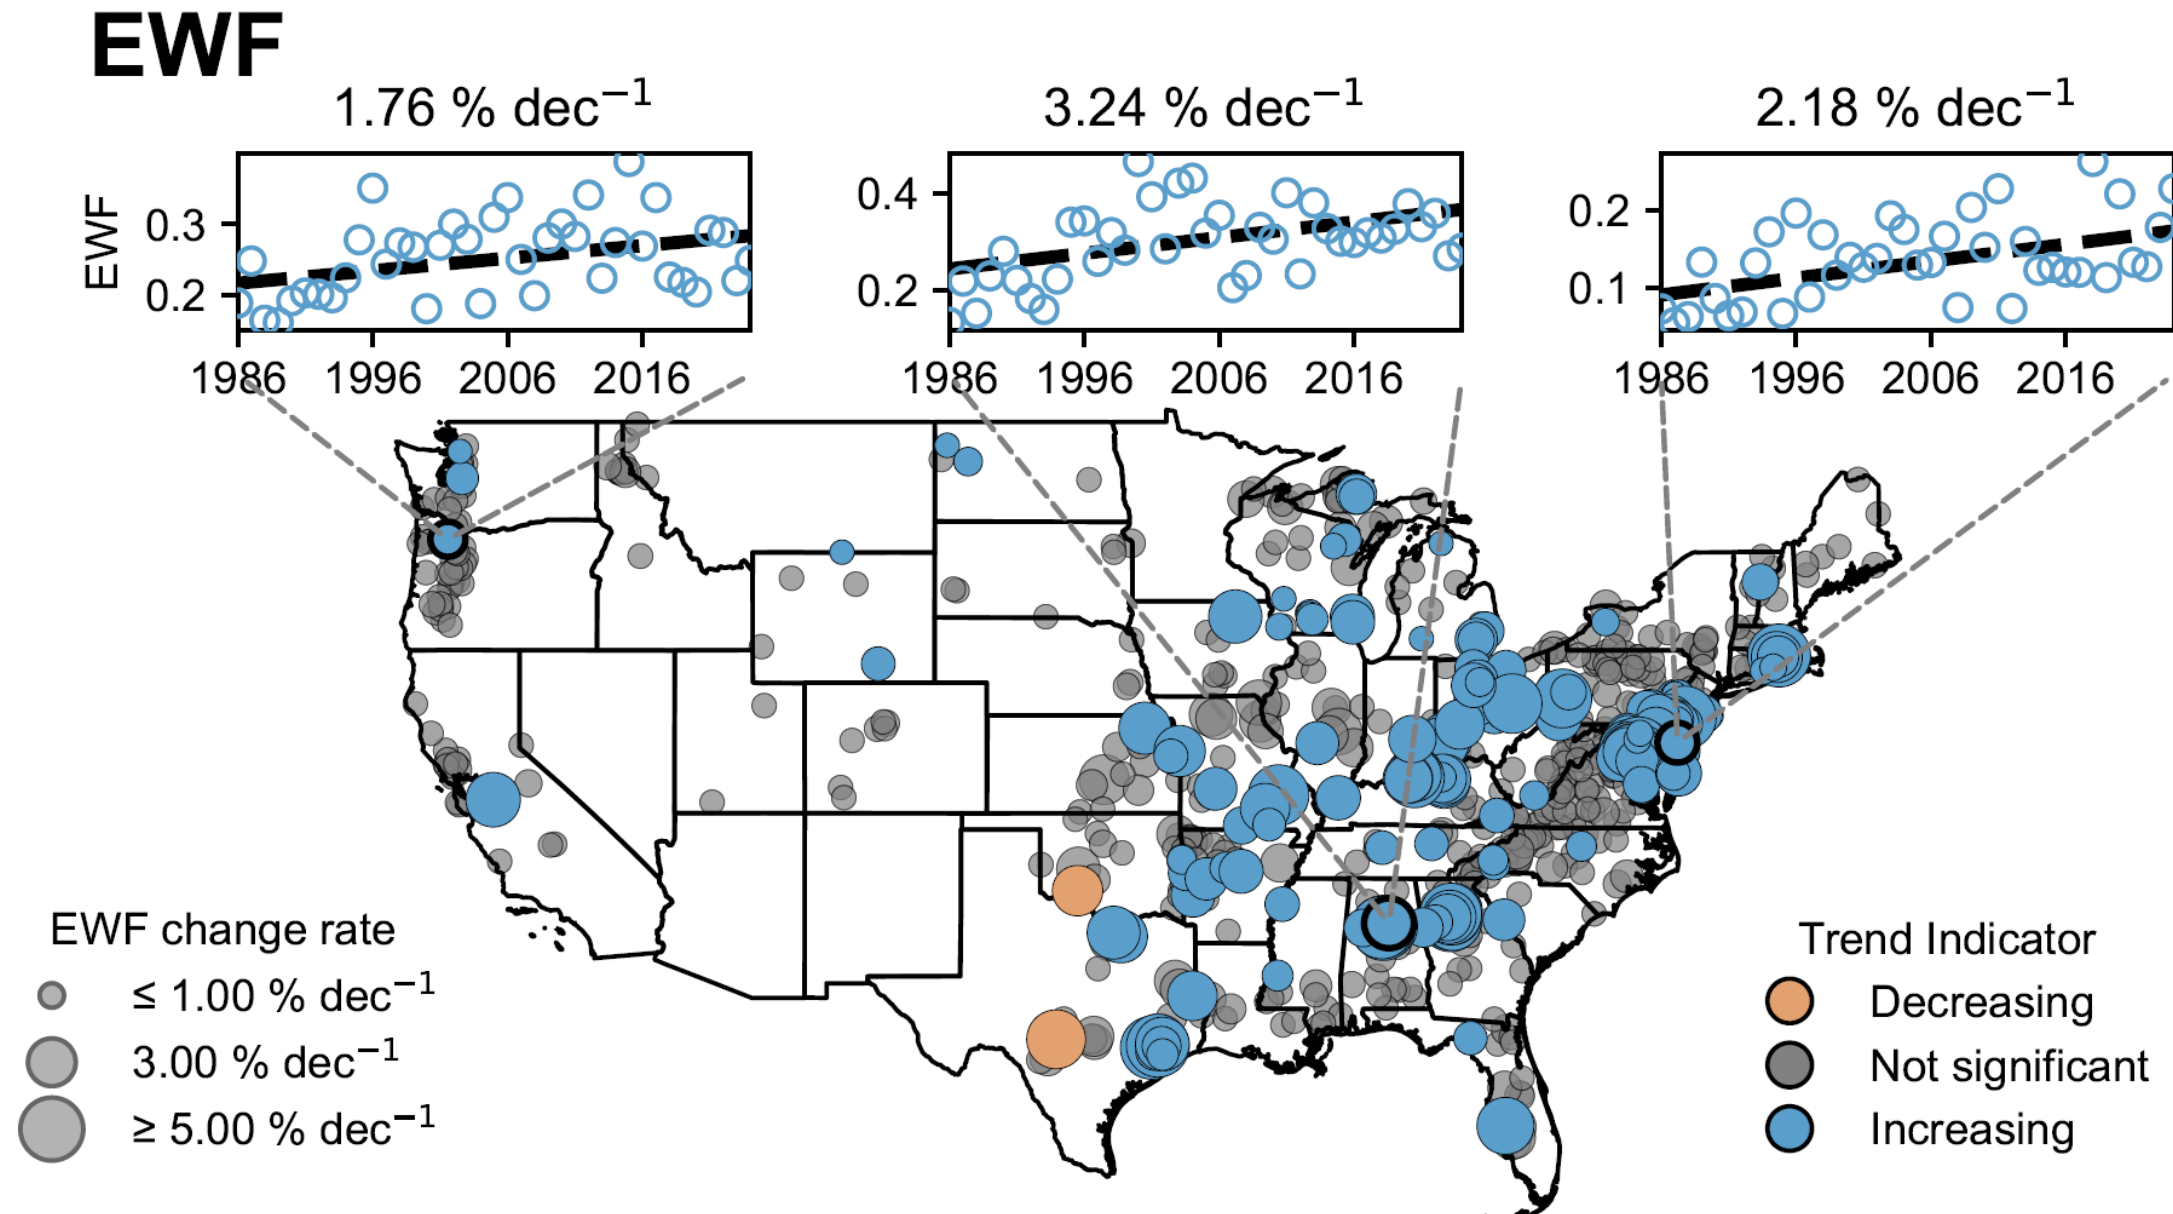 EWF
1.76 % dec⁻¹
3.24 % dec⁻¹
2.18 % dec⁻¹
EWF
0.3
0.2
1986 1996 2006 2016
0.4
0.2
1986 1996 2006 2016
0.2
0.1
1986 1996 2006 2016
EWF change rate
≤ 1.00 % dec⁻¹
3.00 % dec⁻¹
≥ 5.00 % dec⁻¹
Trend Indicator
Decreasing
Not significant
Increasing